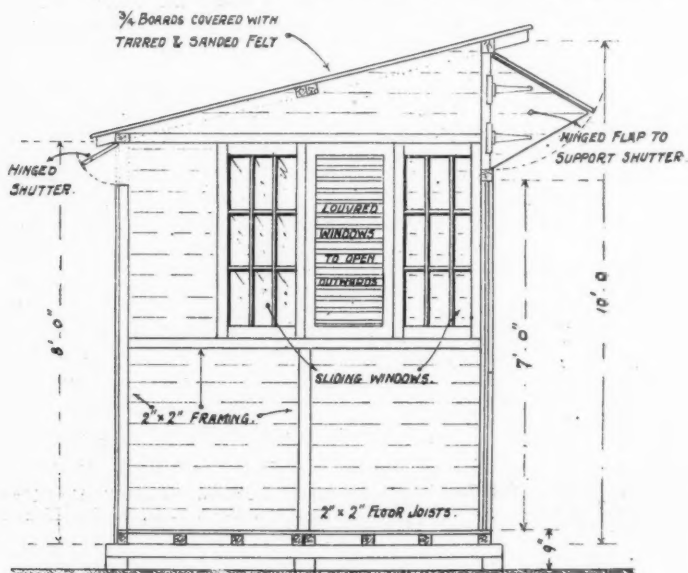 3/4 BOARDS COVERED WITH
TARRED & SANDED FELT
HINGED
SHUTTER.
HINGED FLAP TO
SUPPORT SHUTTER.
LOUVRED
WINDOWS
TO OPEN
OUTWARDS
8'-0"
7'-0"
10'-0
SLIDING WINDOWS.
2" x 2" FRAMING.
2" x 2" FLOOR JOISTS.
9"